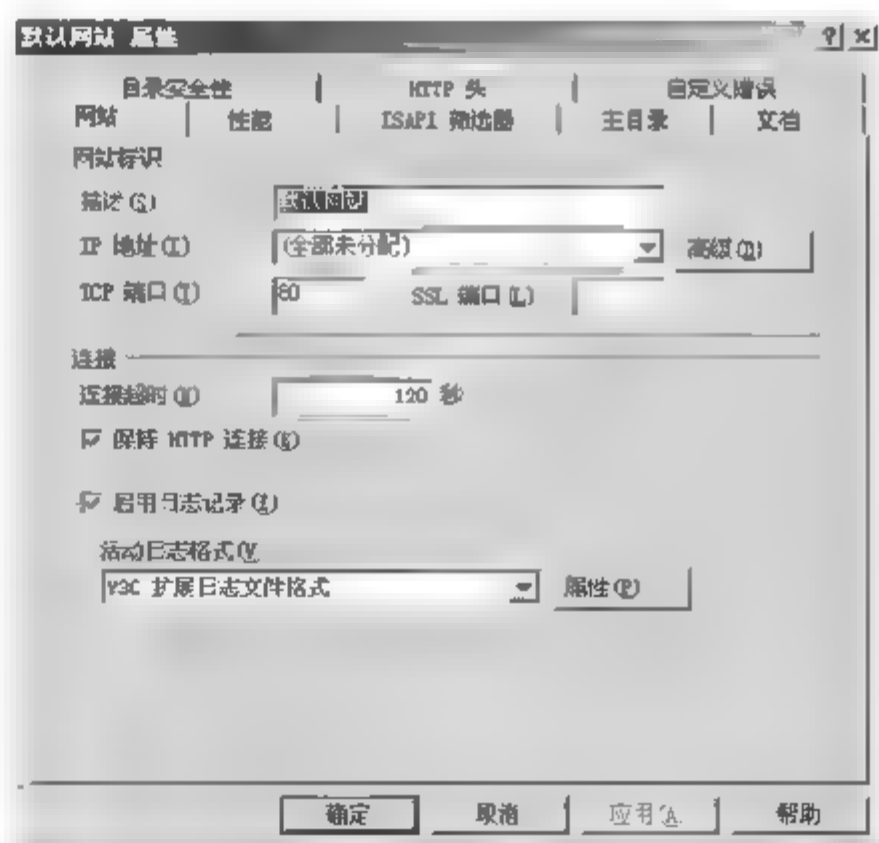 默认网站 属性
目录安全性 HTTP 头 自定义错误
网站 性能 ISAPI 筛选器 主目录 文档
网站标识
描述(S) 默认网站
IP 地址(I) (全部未分配) 高级(D)
TCP 端口(T) 80 SSL 端口(L)
连接
连接超时(N) 120 秒
保持 HTTP 连接(K)
启用日志记录(E)
活动日志格式(V
W3C 扩展日志文件格式 属性(P)
确定 取消 应用(A 帮助